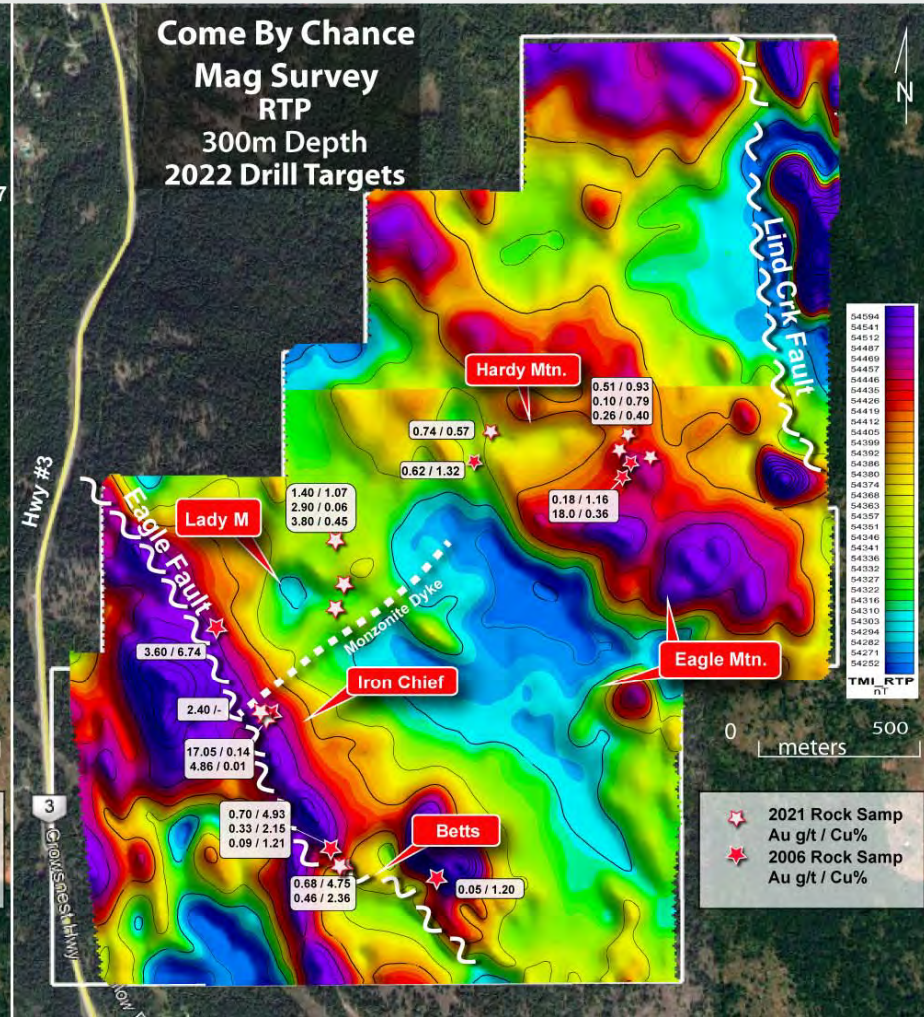 Come By Chance
Mag Survey
RTP
300m Depth
2022 Drill Targets
N
7
Hwy #3
Lind Crk Fault
Hardy Mtn.
0.51 / 0.93
0.10 / 0.79
0.26 / 0.40
0.74 / 0.57
0.62 / 1.32
0.18 / 1.16
18.0 / 0.36
1.40 / 1.07
2.90 / 0.06
3.80 / 0.45
Eagle Fault
Lady M
Monzonite Dyke
3.60 / 6.74
Iron Chief
Eagle Mtn.
2.40 /-
17.05 / 0.14
4.86 / 0.01
0.70 / 4.93
0.33 / 2.15
0.09 / 1.21
Betts
0.68 / 4.75
0.46 / 2.36
0.05 / 1.20
54594
54541
54512
54487
54469
54457
54446
54435
54426
54419
54412
54405
54399
54392
54386
54380
54374
54368
54363
54357
54351
54346
54341
54336
54332
54327
54322
54316
54310
54303
54294
54282
54271
54252
TMI_RTP
nT
0 500
meters
3
Crowsnest Hwy
2021 Rock Samp
Au g/t / Cu%
2006 Rock Samp
Au g/t / Cu%